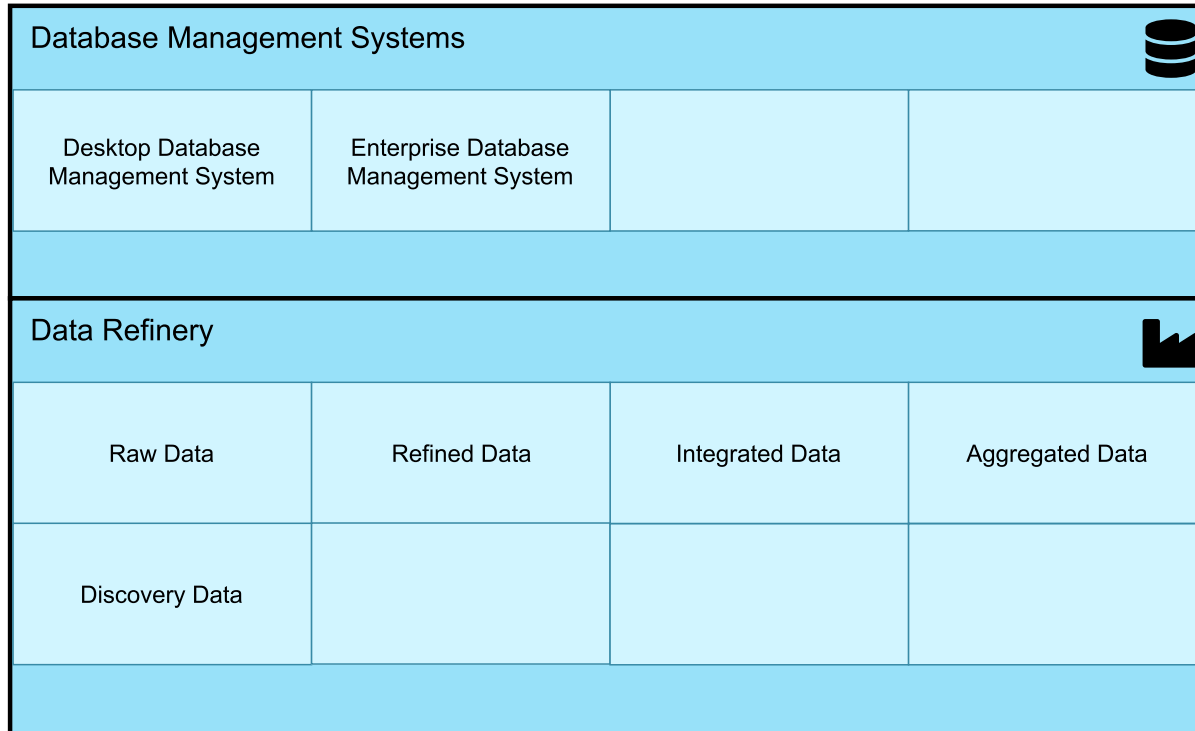 Database Management Systems
Desktop Database
Management System
Enterprise Database
Management System
Data Refinery
Raw Data
Refined Data
Integrated Data
Aggregated Data
Discovery Data